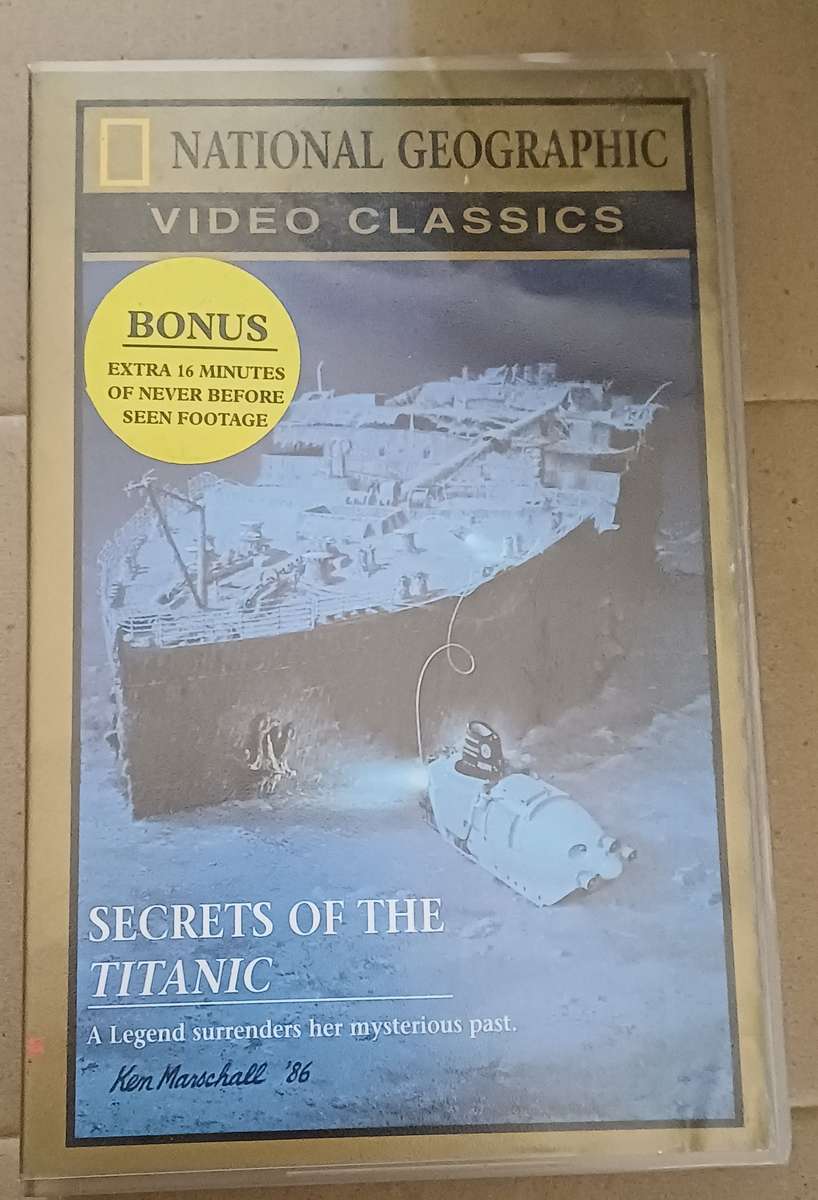 NATIONAL GEOGRAPHIC
VIDEO CLASSICS
BONUS
EXTRA 16 MINUTES
OF NEVER BEFORE
SEEN FOOTAGE
SECRETS OF THE
TITANIC
A Legend surrenders her mysterious past.
Ken Marschall '86